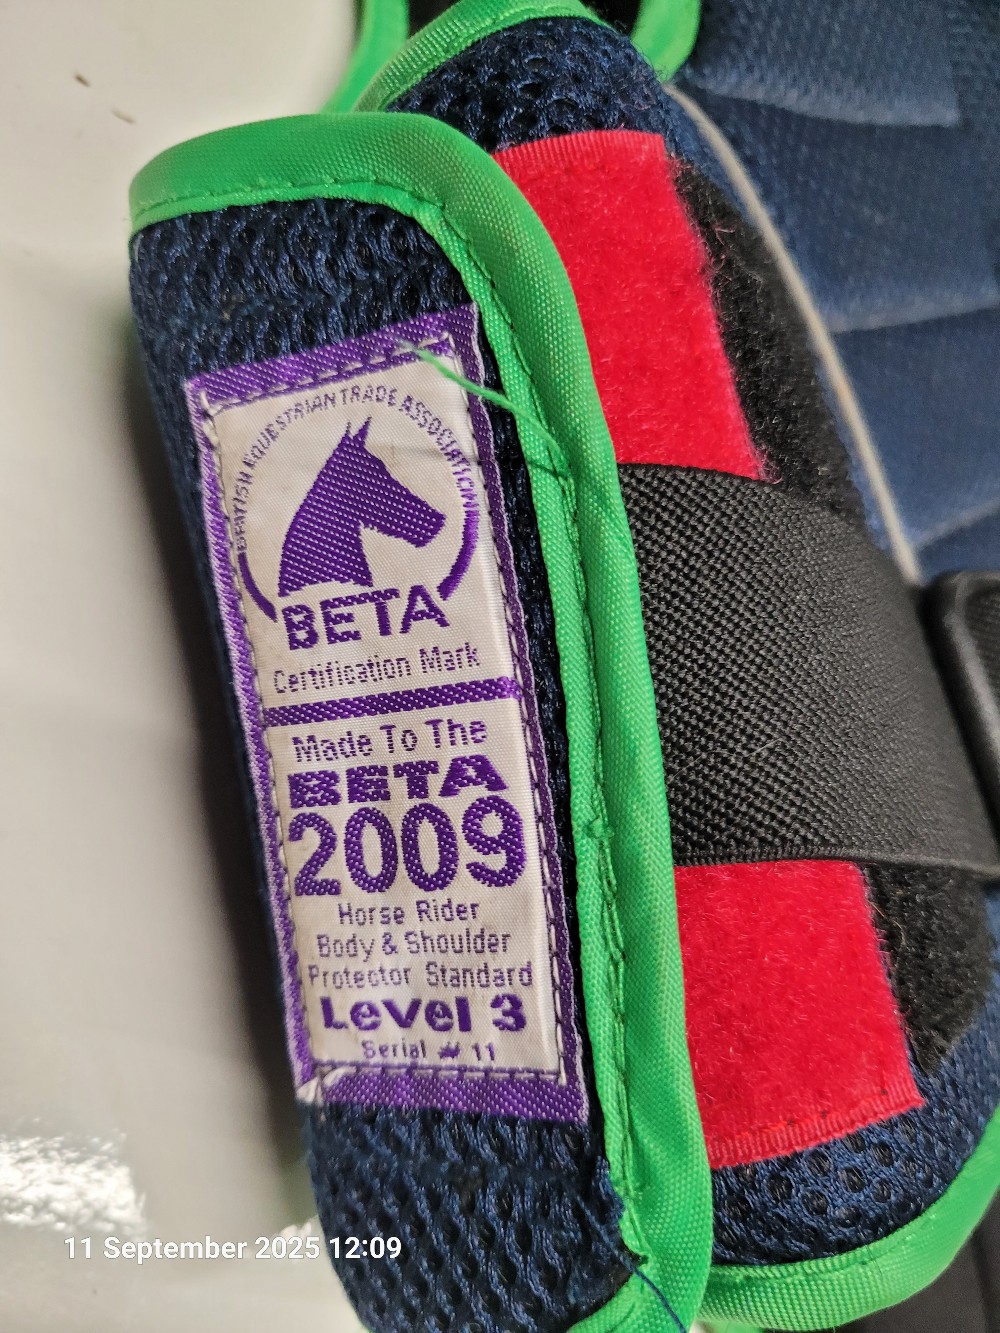 BRITISH EQUESTRIAN TRADE ASSOCIATION
BETA
Certification Mark
Made To The
BETA
2009
Horse Rider
Body & Shoulder
Protector Standard
Level 3
Serial # 11
11 September 2025 12:09